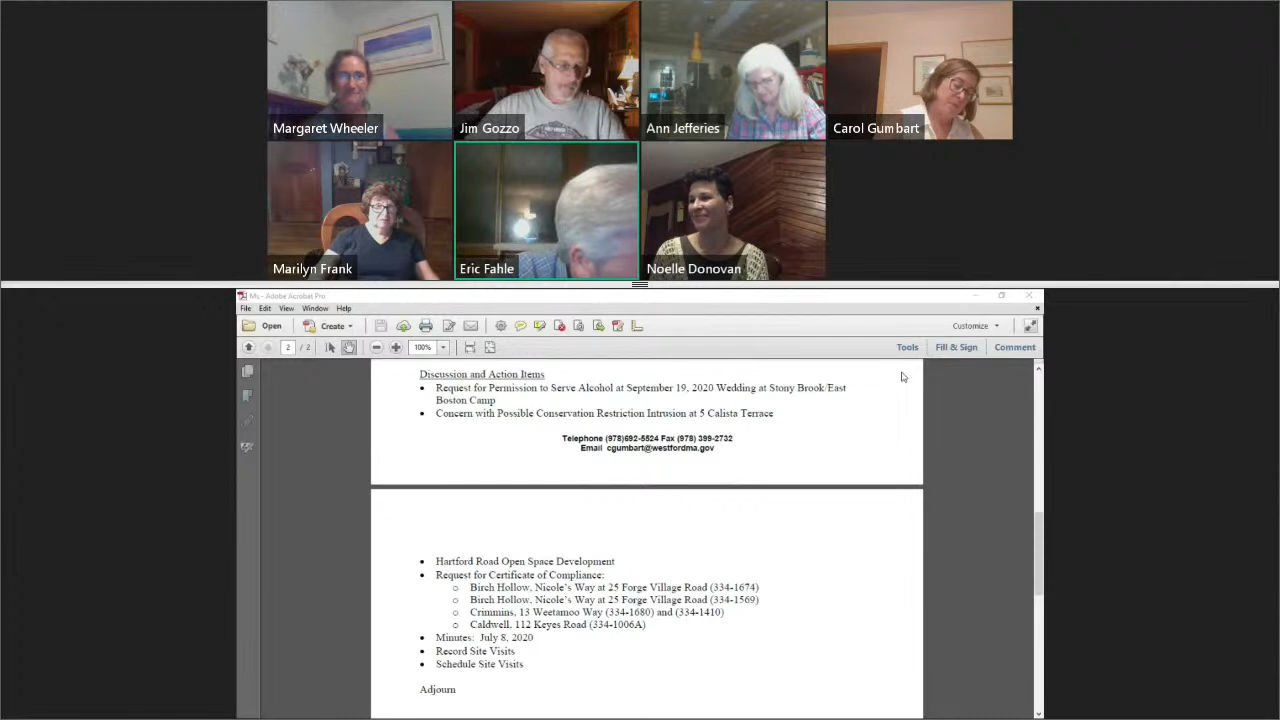 Margaret Wheeler
Jim Gozzo
Ann Jefferies
Carol Gumbart
Marilyn Frank
Eric Fahle
Noelle Donovan
- Adobe Acrobat Pro
File Edit View Window Help
Open Create Customize
2 / 2 100% Tools Fill & Sign Comment
Discussion and Action Items
• Request for Permission to Serve Alcohol at September 19, 2020 Wedding at Stony Brook/East
Boston Camp
• Concern with Possible Conservation Restriction Intrusion at 5 Calista Terrace
Telephone (978)692-5524 Fax (978) 399-2732
Email cgumbart@westfordma.gov
• Hartford Road Open Space Development
• Request for Certificate of Compliance:
o Birch Hollow, Nicole's Way at 25 Forge Village Road (334-1674)
o Birch Hollow, Nicole's Way at 25 Forge Village Road (334-1569)
o Crimmins, 13 Weetamoo Way (334-1680) and (334-1410)
o Caldwell, 112 Keyes Road (334-1006A)
• Minutes: July 8, 2020
• Record Site Visits
• Schedule Site Visits
Adjourn